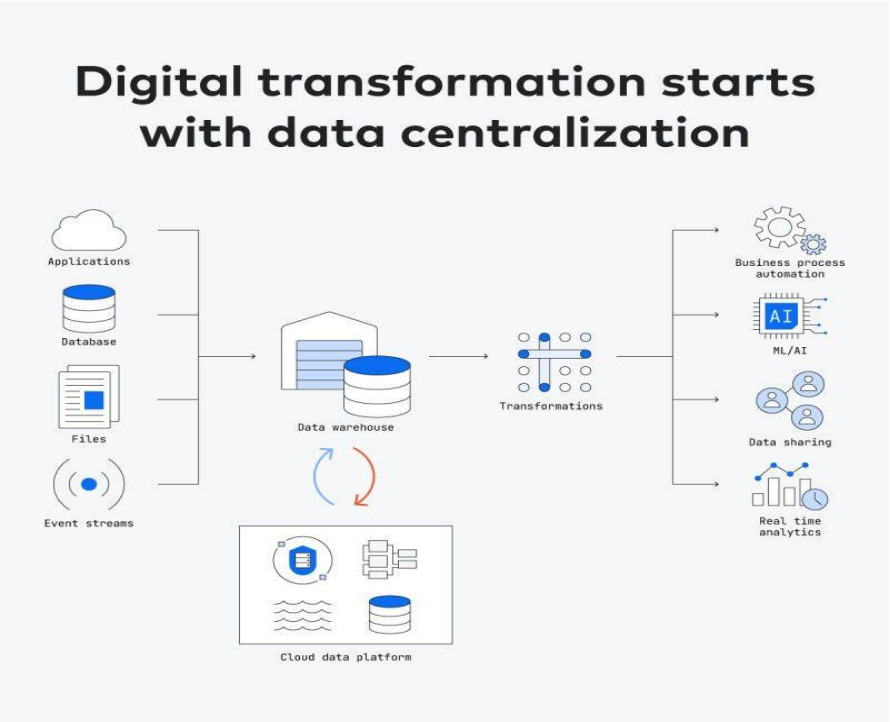 Digital transformation starts
with data centralization
Applications
Database
Files
Event streams
Data warehouse
Cloud data platform
Transformations
Business process
automation
AI
ML/AI
Data sharing
Real time
analytics